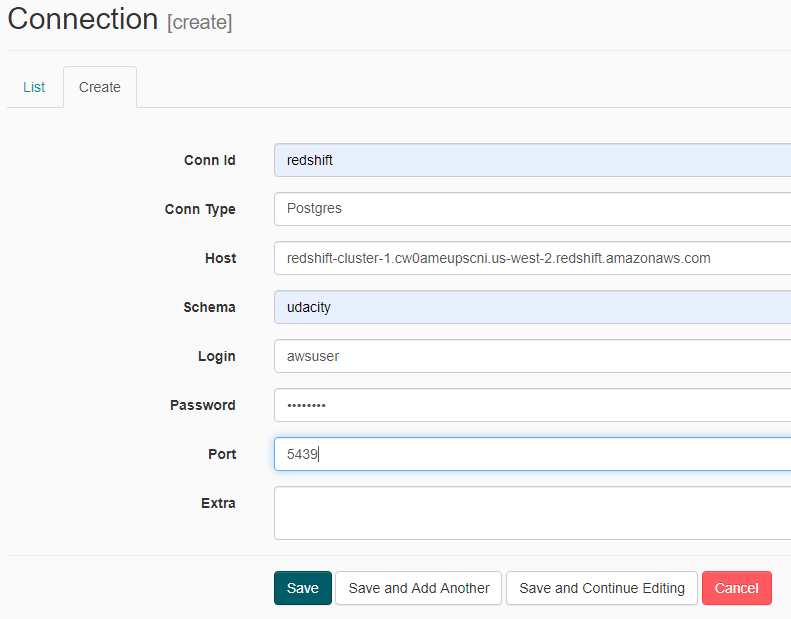 Connection [create]
List Create
Conn Id redshift
Conn Type Postgres
Host redshift-cluster-1.cw0ameupscni.us-west-2.redshift.amazonaws.com
Schema udacity
Login awsuser
Password ••••••••
Port 5439
Extra
Save Save and Add Another Save and Continue Editing Cancel